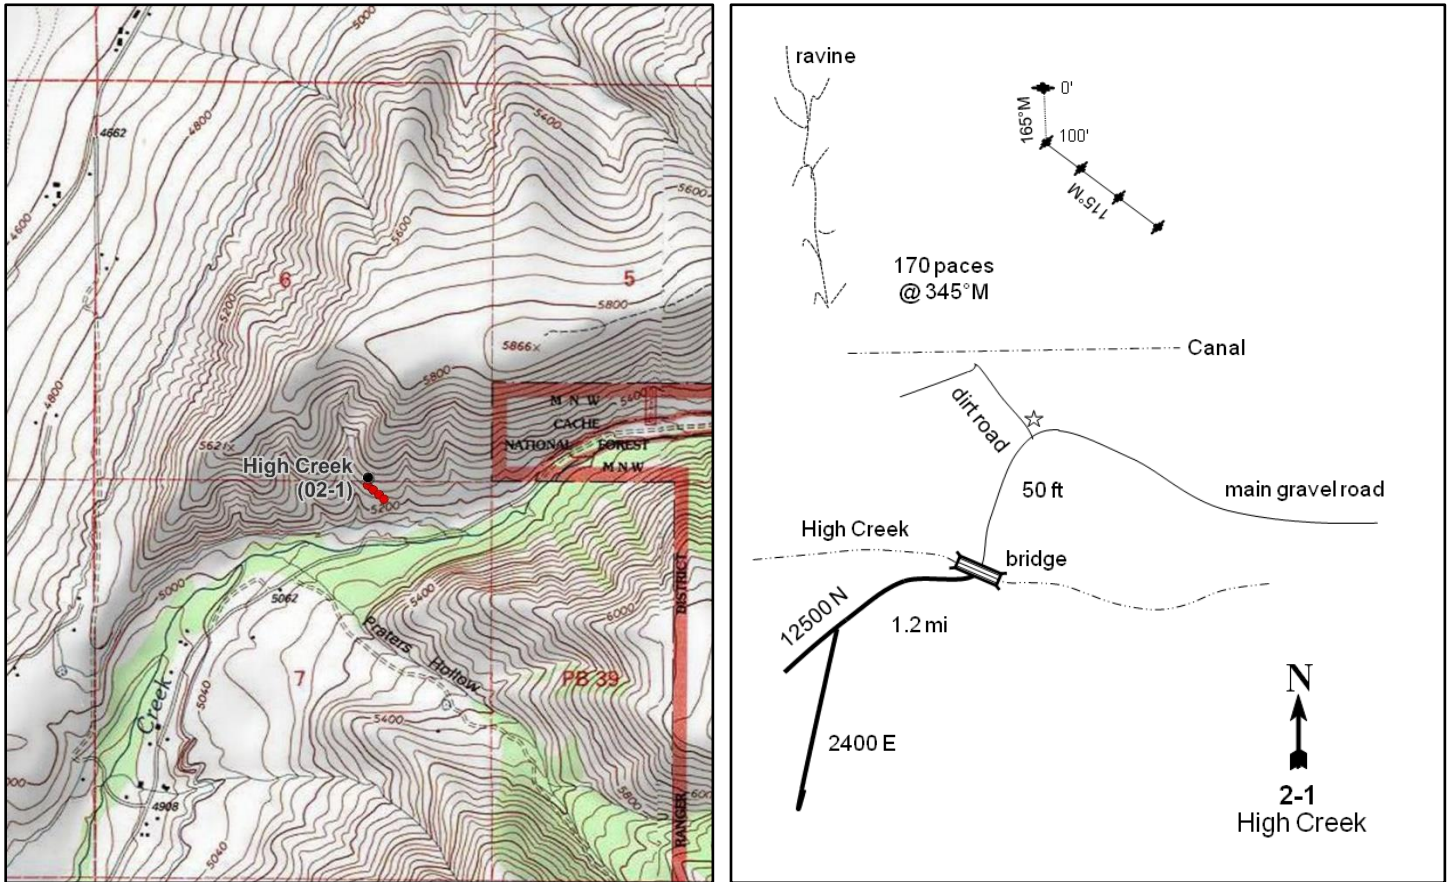 5000
4662
4800
5400
4600
5600
5600
6
5
5200
5800
5866×
4800
5800
5400
M N W
CACHE
NATIONAL FOREST
M N W
5621×
High Creek
(02-1)
5200
5000
5062
5400
6000
DISTRICT
Praters Hollow
7
PB 39
Creek
5040
5400
4908
5800
5040
RANGER
ravine
0'
165°M
100'
115°M
170 paces
@ 345°M
Canal
dirt road
50 ft
main gravel road
High Creek
bridge
12500 N
1.2 mi
2400 E
N
2-1
High Creek